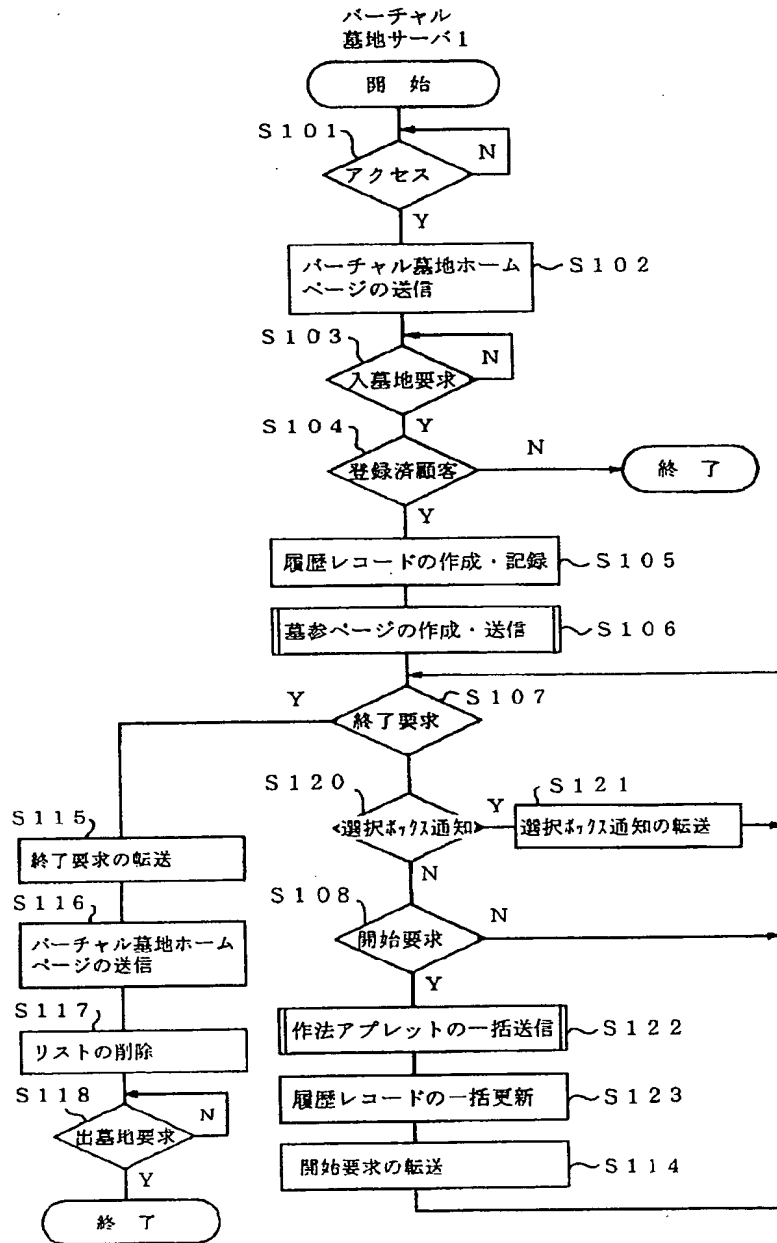 バーチャル
墓地サーバ1
開 始
S101
N
アクセス
Y
バーチャル墓地ホーム
ページの送信
S102
S103
N
入墓地要求
Y
S104
N
登録済顧客
終 了
Y
履歴レコードの作成・記録
S105
墓参ページの作成・送信
S106
Y
S107
終了要求
S120
S121
選択ボックス通知
Y
選択ボックス通知の転送
N
S115
終了要求の転送
S108
N
開始要求
S116
バーチャル墓地ホーム
ページの送信
Y
作法アプレットの一括送信
S122
S117
リストの削除
履歴レコードの一括更新
S123
S118
N
出墓地要求
開始要求の転送
S114
Y
終 了